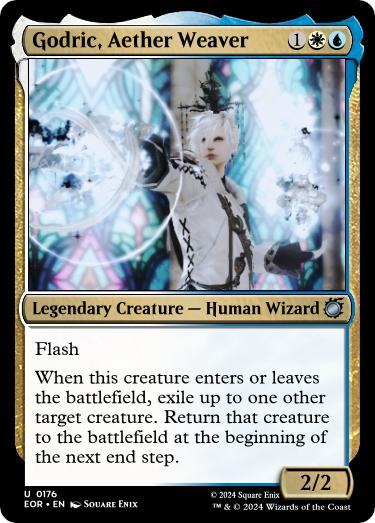 Godric, Aether Weaver 1
Legendary Creature — Human Wizard
Flash
When this creature enters or leaves
the battlefield, exile up to one other
target creature. Return that creature
to the battlefield at the beginning of
the next end step.
2/2
U 0176
EOR • EN SQUARE ENIX
© 2024 Square Enix
™ & © 2024 Wizards of the Coast